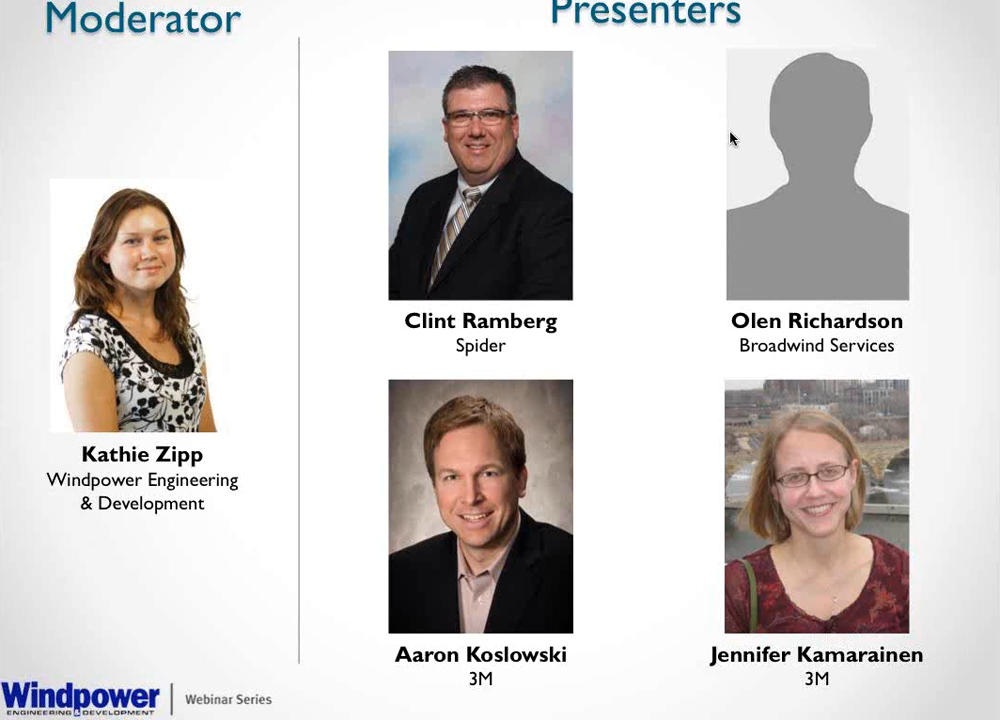 Moderator
Presenters
Clint Ramberg
Spider
Olen Richardson
Broadwind Services
Kathie Zipp
Windpower Engineering
& Development
Aaron Koslowski
3M
Jennifer Kamarainen
3M
Windpower
ENGINEERING & DEVELOPMENT
Webinar Series